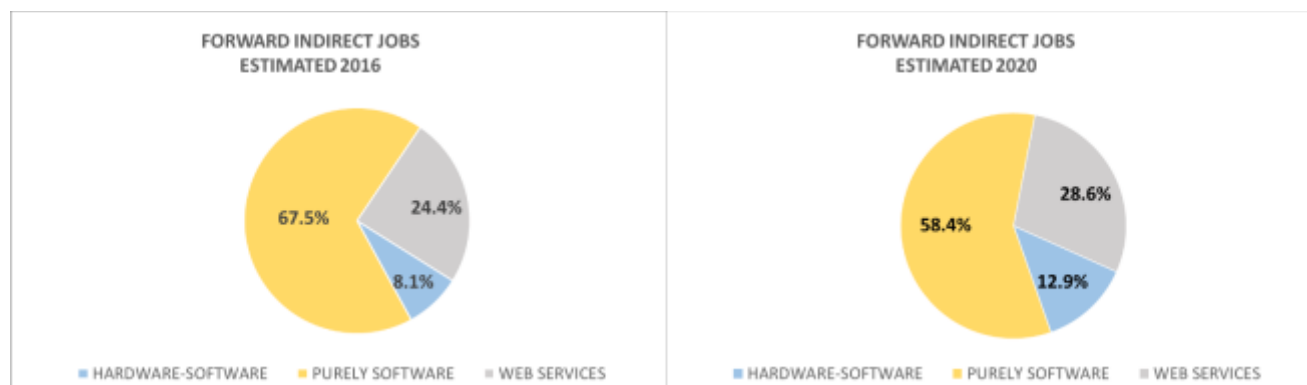 FORWARD INDIRECT JOBS
ESTIMATED 2016
67.5%
24.4%
8.1%
HARDWARE-SOFTWARE PURELY SOFTWARE WEB SERVICES
FORWARD INDIRECT JOBS
ESTIMATED 2020
28.6%
58.4%
12.9%
HARDWARE-SOFTWARE PURELY SOFTWARE WEB SERVICES